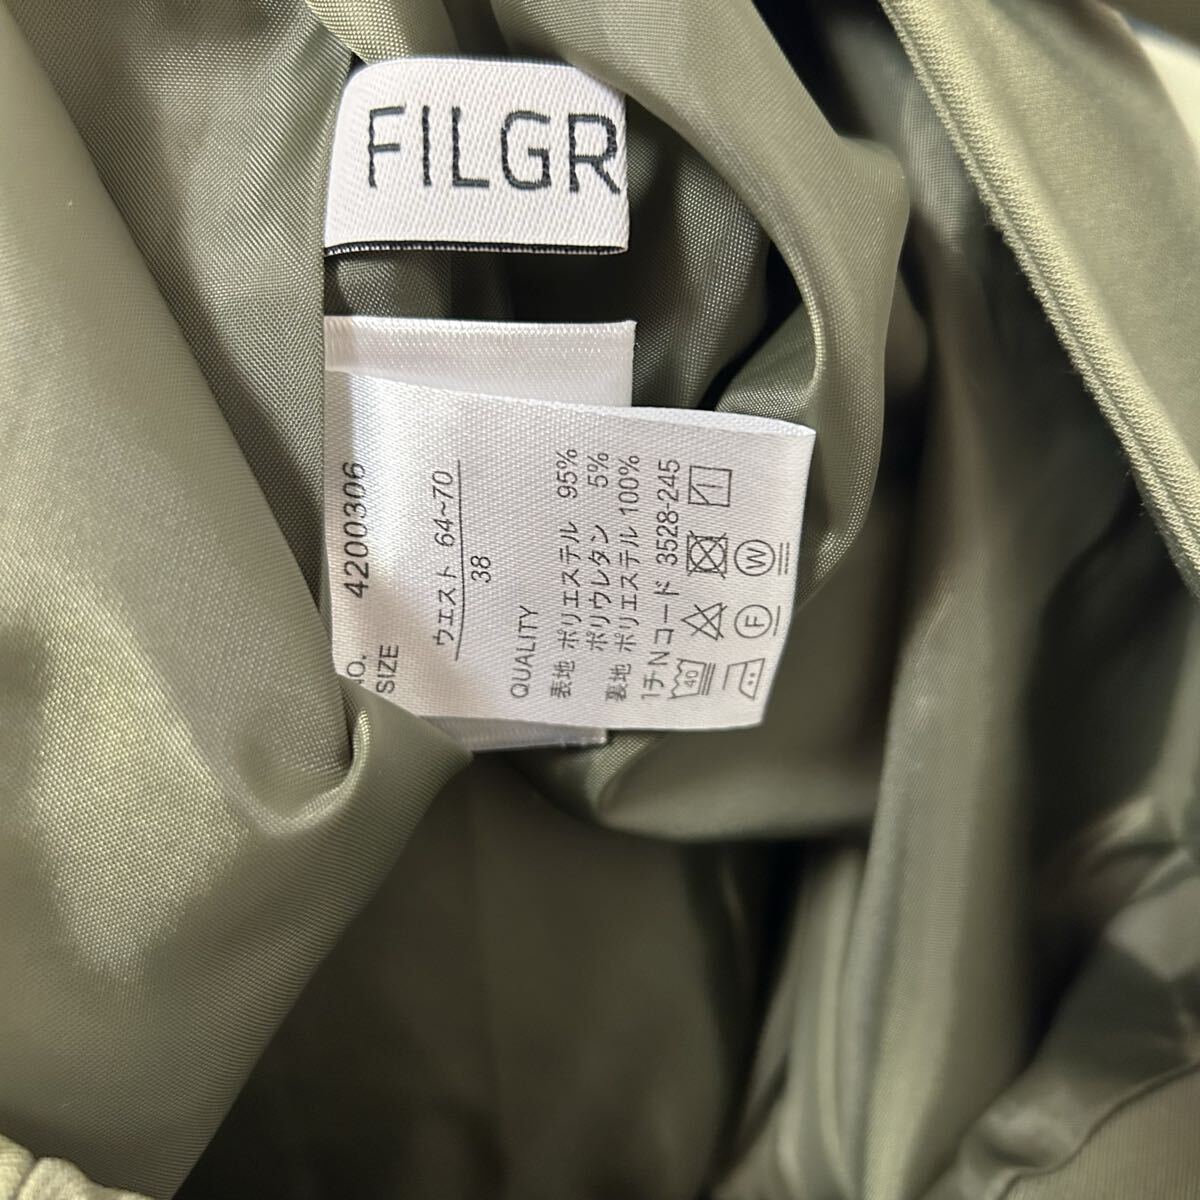 FILGR
4200306
SIZE
ウエスト 64~70
38
QUALITY
表地 ポリエステル 95%
ポリウレタン 5%
裏地 ポリエステル 100%
1チNコード 3528-245
40
F
W